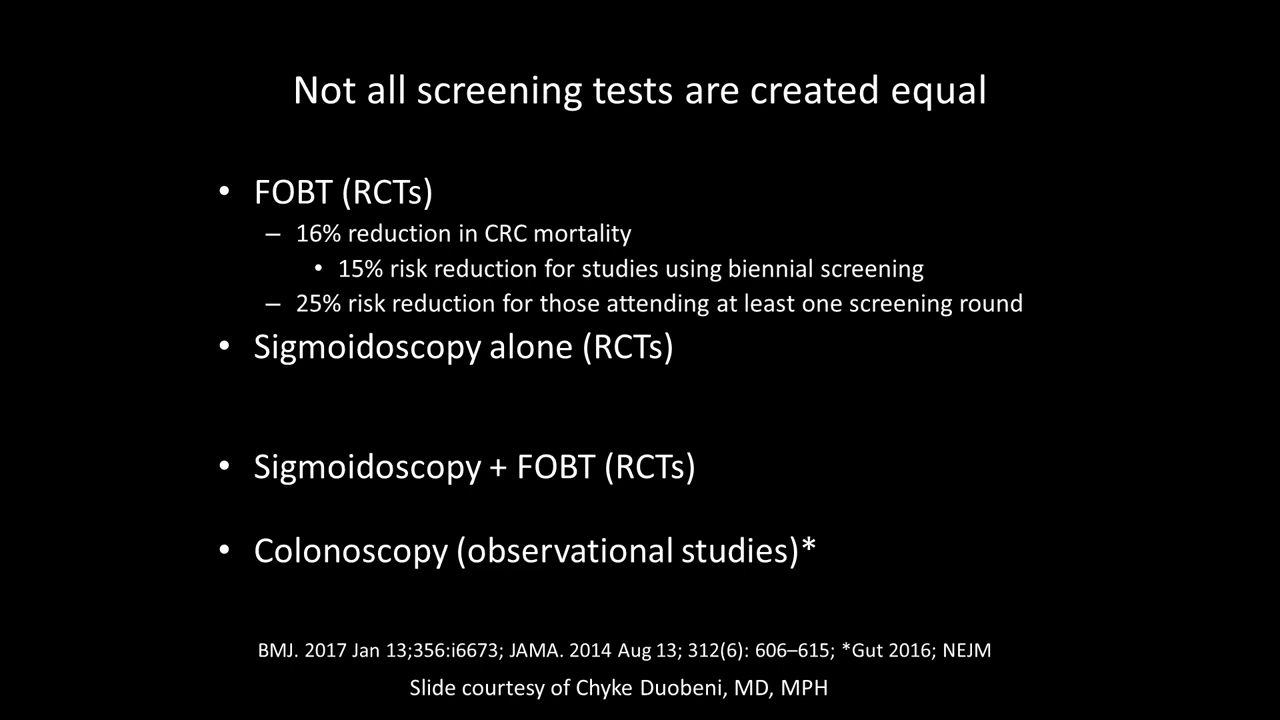 Not all screening tests are created equal
• FOBT (RCTs)
– 16% reduction in CRC mortality
• 15% risk reduction for studies using biennial screening
– 25% risk reduction for those attending at least one screening round
• Sigmoidoscopy alone (RCTs)
• Sigmoidoscopy + FOBT (RCTs)
• Colonoscopy (observational studies)*
BMJ. 2017 Jan 13;356:i6673; JAMA. 2014 Aug 13; 312(6): 606–615; *Gut 2016; NEJM
Slide courtesy of Chyke Duobeni, MD, MPH